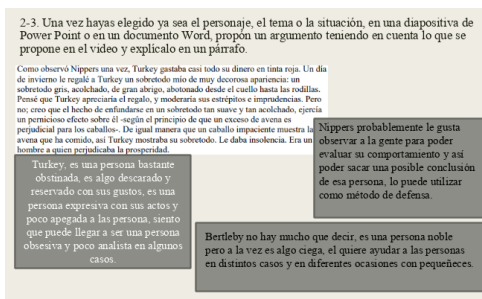 2-3. Una vez hayas elegido ya sea el personaje, el tema o la situación, en una diapositiva de
Power Point o en un documento Word, propón un argumento teniendo en cuenta lo que se
propone en el video y explícalo en un párrafo.
Como observó Nippers una vez, Turkey gastaba casi todo su dinero en tinta roja. Un día
de invierno le regalé a Turkey un sobretodo mío de muy decorosa apariencia: un
sobretodo gris, acolchado, de gran abrigo, abotonado desde el cuello hasta las rodillas.
Pensé que Turkey apreciaría el regalo, y moderaría sus estrépitos e imprudencias. Pero
no; creo que el hecho de enfundarse en un sobretodo tan suave y tan acolchado, ejercía
un pernicioso efecto sobre él -según el principio de que un exceso de avena es
perjudicial para los caballos-. De igual manera que un caballo impaciente muestra la
avena que ha comido, así Turkey mostraba su sobretodo. Le daba insolencia. Era un
hombre a quien perjudicaba la prosperidad.
Nippers probablemente le gusta
observar a la gente para poder
evaluar su comportamiento y así
poder sacar una posible conclusión
de esa persona, lo puede utilizar
como método de defensa.
Turkey, es una persona bastante
obstinada, es algo descarado y
reservado con sus gustos, es una
persona expresiva con sus actos y
poco apegada a las persona, siento
que puede llegar a ser una persona
obsesiva y poco analista en algunos
casos.
Bertleby no hay mucho que decir, es una persona noble
pero a la vez es algo ciega, el quiere ayudar a las personas
en distintos casos y en diferentes ocasiones con pequeñeces.